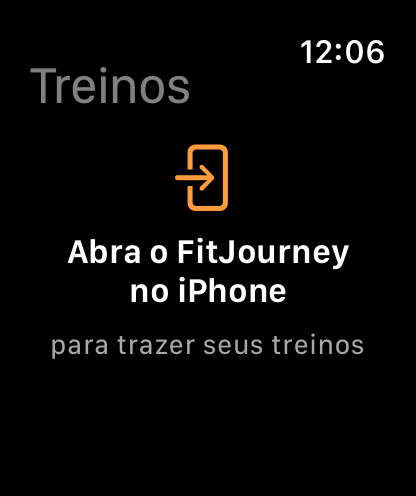 12:06
Treinos
Abra o FitJourney
no iPhone
para trazer seus treinos